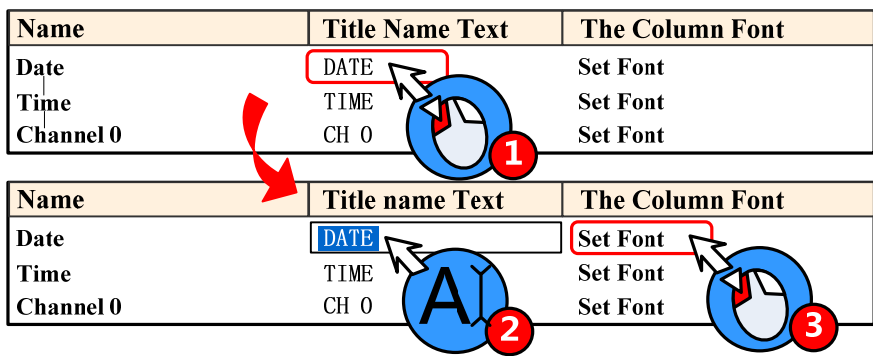 Name Title Name Text The Column Font
Date DATE Set Font
Time TIME Set Font
Channel 0 CH 0 Set Font
1
Name Title name Text The Column Font
Date DATE Set Font
Time TIME Set Font
Channel 0 CH 0 Set Font
A
2
3